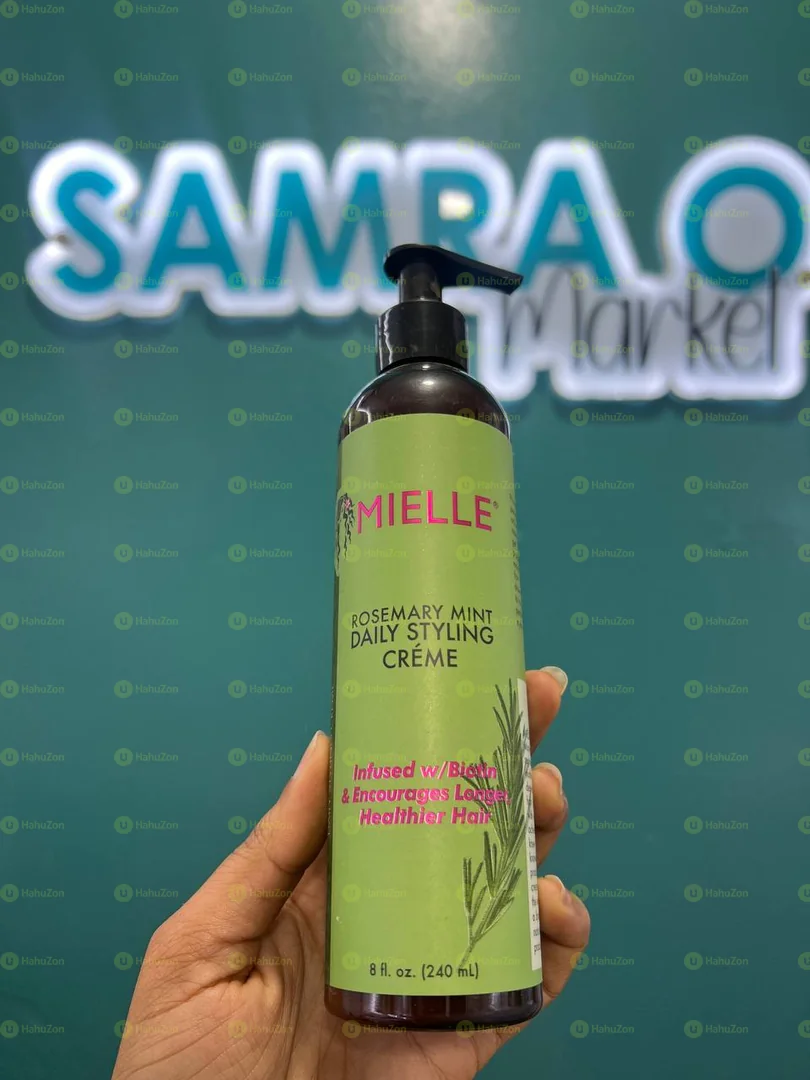 SAMRA O
Market
MIELLE®
ROSEMARY MINT
DAILY STYLING
CRÉME
Infused w/Biotin
& Encourages Longer,
Healthier Hair
8 fl. oz. (240 mL)
HahuZon